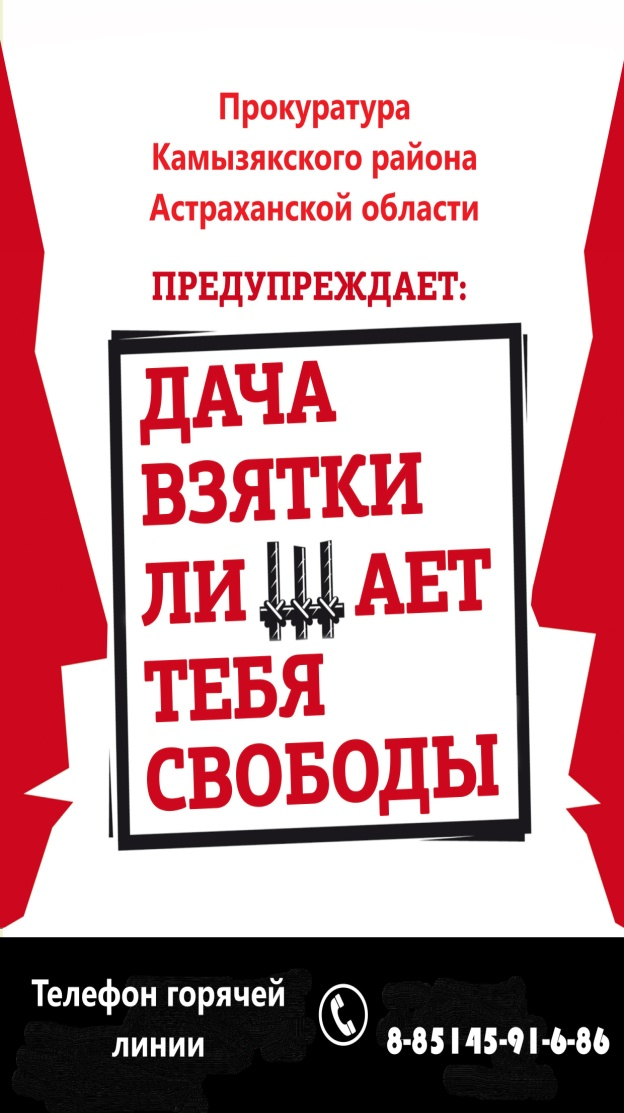 Прокуратура
Камызякского района
Астраханской области
ПРЕДУПРЕЖДАЕТ:
ДАЧА
ВЗЯТКИ
ЛИШАЕТ
ТЕБЯ
СВОБОДЫ
Телефон горячей
линии
8-85145-91-6-86